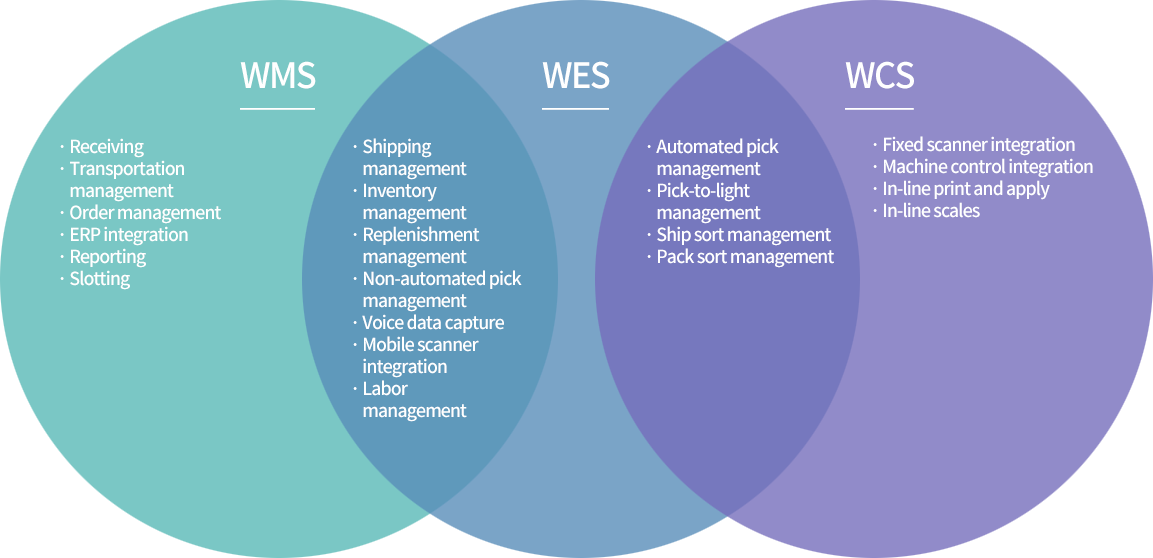 WMS
· Receiving
· Transportation
management
· Order management
· ERP integration
· Reporting
· Slotting
· Shipping
management
· Inventory
management
· Replenishment
management
· Non-automated pick
management
· Voice data capture
· Mobile scanner
integration
· Labor
management
WES
· Automated pick
management
· Pick-to-light
management
· Ship sort management
· Pack sort management
WCS
· Fixed scanner integration
· Machine control integration
· In-line print and apply
· In-line scales